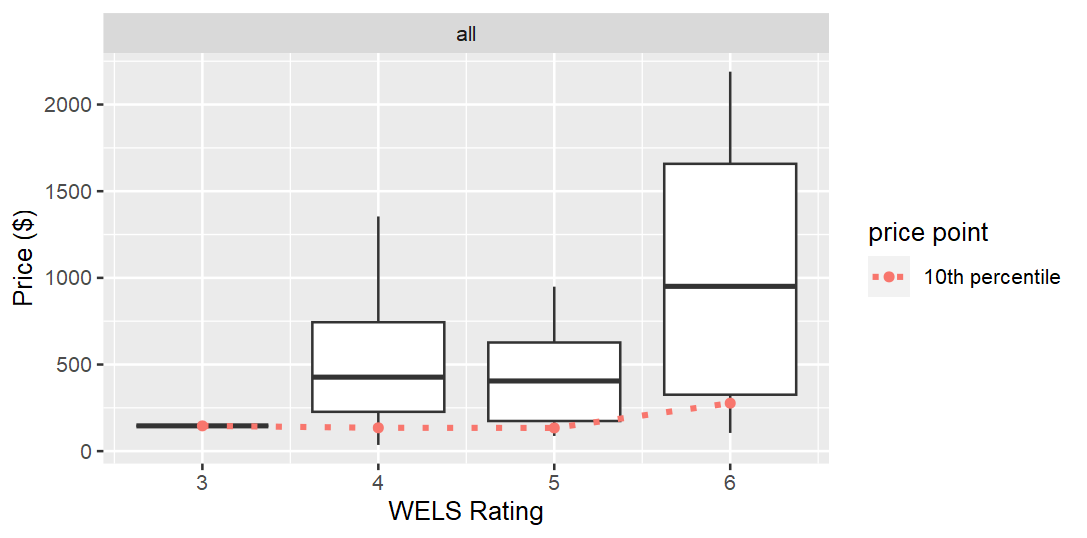 all
2000
1500
1000
500
0
Price ($)
3 4 5 6
WELS Rating
price point
10th percentile